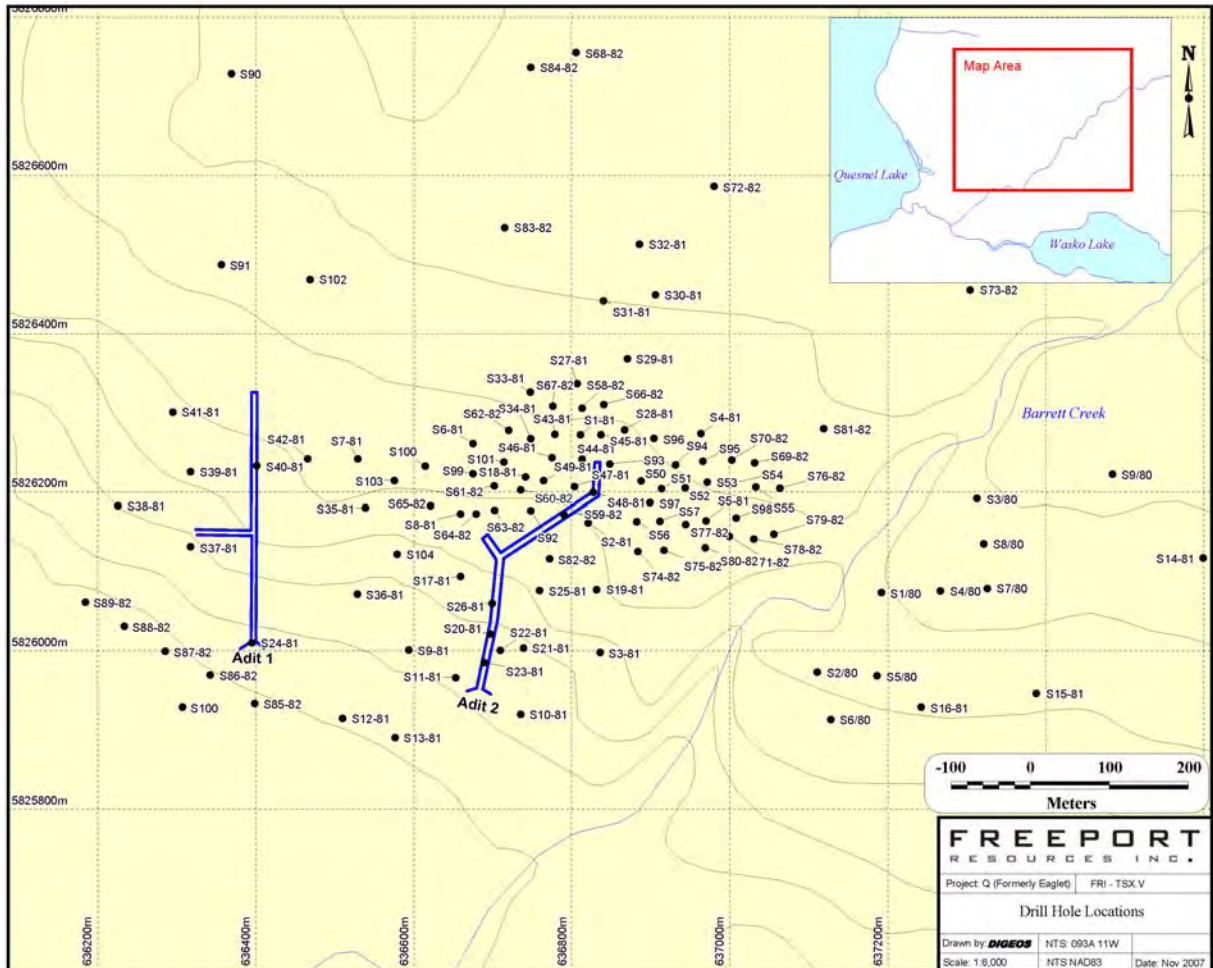 5826800m
S68-82
S84-82
S90
Map Area
N
5826600m
Quesnel Lake
S72-82
S83-82
S32-81
Wasko Lake
S91
S102
S30-81
S73-82
S31-81
5826400m
S27-81
S29-81
S33-81
S67-82
S58-82
S66-82
S41-81
S62-82
S34-81
S43-81
S1-81
S28-81
S4-81
S81-82
Barrett Creek
S6-81
S42-81
S7-81
S100
S46-81
S44-81
S45-81
S96
S94
S95
S70-82
S69-82
S101
S40-81
S39-81
S99
S18-81
S49-81
S93
S54
S76-82
S9/80
S103
S47-81
S50
S51
S53
5826200m
S61-82
S60-82
S52
S38-81
S35-81
S65-82
S48-81
S97
S5-81
S55
S3/80
S8-81
S63-82
S59-82
S57
S98
S79-82
S64-82
S92
S2-81
S56
S77-82
S37-81
S104
S82-82
S74-82
S75-82
S80-82
71-82
S78-82
S8/80
S14-81
S17-81
S36-81
S25-81
S19-81
S1/80
S4/80
S7/80
S89-82
S26-81
S88-82
S20-81
S22-81
5826000m
S24-81
Adit 1
S87-82
S9-81
S21-81
S3-81
S23-81
S86-82
S11-81
S2/80
S5/80
S15-81
Adit 2
S100
S85-82
S12-81
S10-81
S6/80
S16-81
S13-81
-100 0 100 200
Meters
5825800m
636200m
636400m
636600m
636800m
637000m
637200m
FREEPORT
RESOURCES INC.
Project: Q (Formerly Eaglet) FRI - TSX.V
Drill Hole Locations
Drawn by: DIGEOS NTS: 093A 11W
Scale: 1:6,000 NTS NAD83 Date: Nov 2007